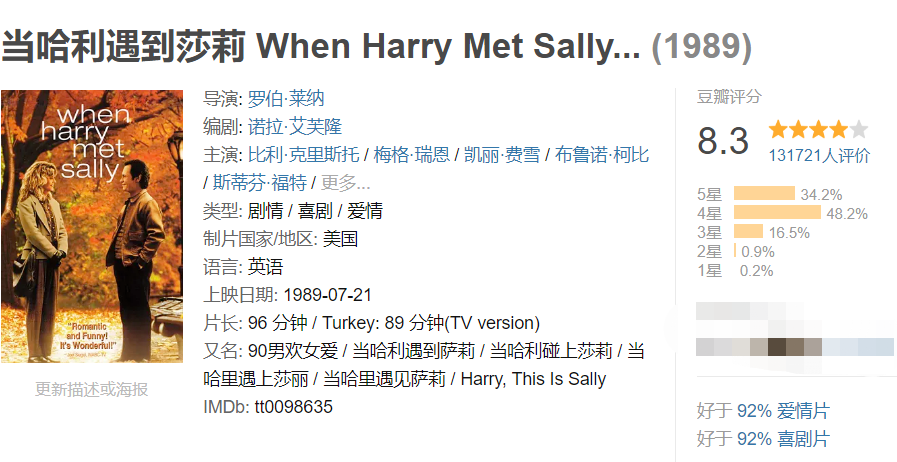 当哈利遇到莎莉 When Harry Met Sally... (1989)
when
harry
met
sally
"Romantic
and Funny!
It's Wonderful!"
更新描述或海报
导演: 罗伯·莱纳
编剧: 诺拉·艾芙隆
主演: 比利·克里斯托 / 梅格·瑞恩 / 凯丽·费雪 / 布鲁诺·柯比
/ 斯蒂芬·福特 / 更多...
类型: 剧情 / 喜剧 / 爱情
制片国家/地区: 美国
语言: 英语
上映日期: 1989-07-21
片长: 96 分钟 / Turkey: 89 分钟(TV version)
又名: 90男欢女爱 / 当哈利遇到萨莉 / 当哈利碰上莎莉 / 当
哈里遇上莎丽 / 当哈里遇见萨莉 / Harry, This Is Sally
IMDb: tt0098635
豆瓣评分
8.3
131721人评价
5星 34.2%
4星 48.2%
3星 16.5%
2星 0.9%
1星 0.2%
好于 92% 爱情片
好于 92% 喜剧片